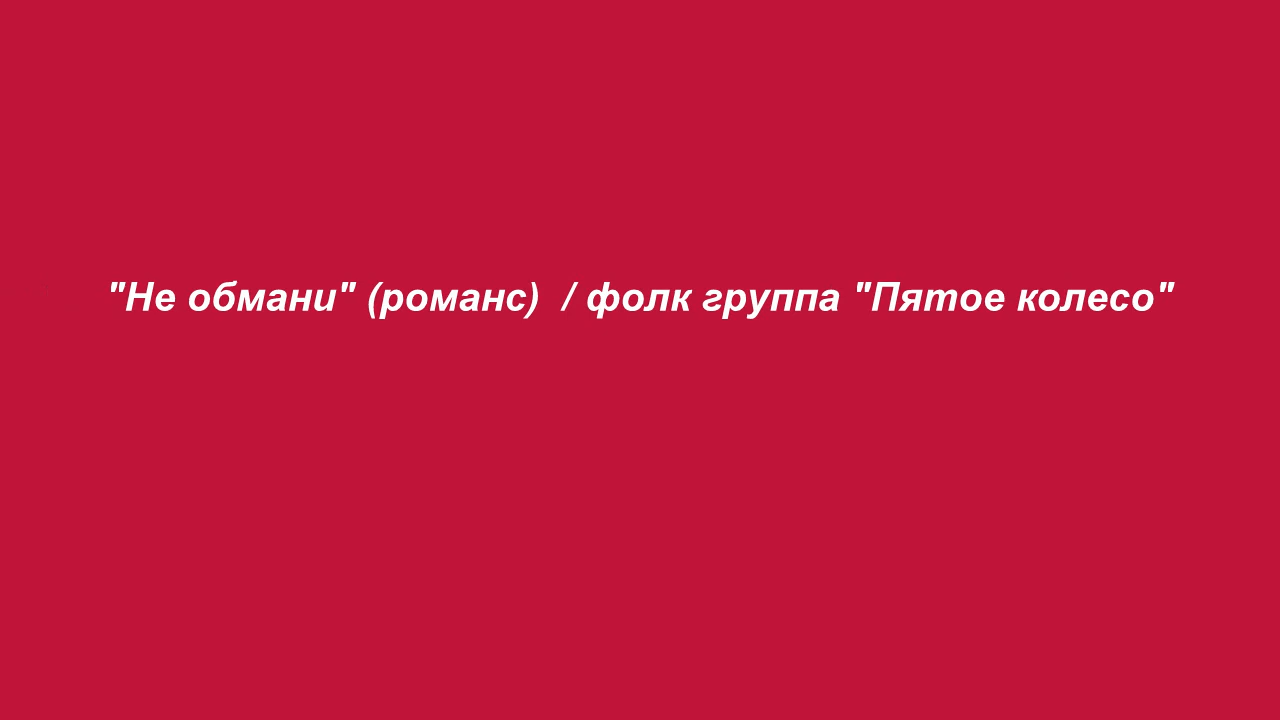 "Не обмани" (романс)  / фолк группа "Пятое колесо"